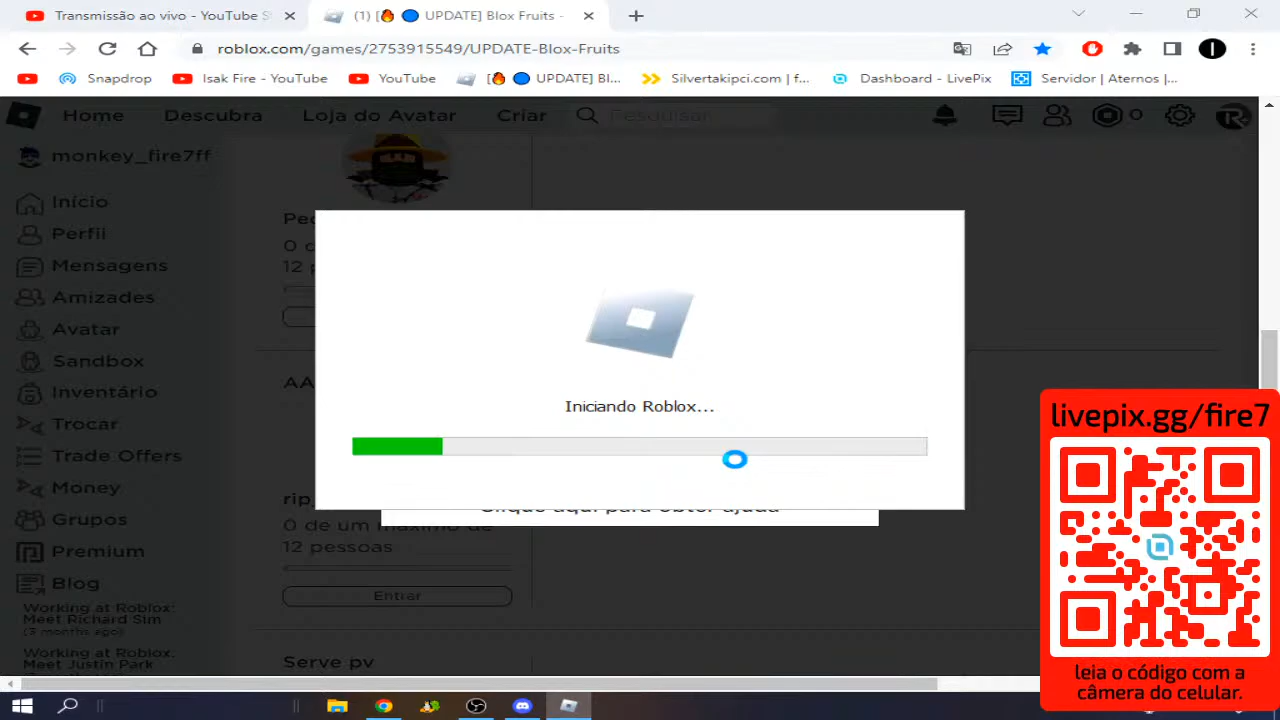 Transmissão ao vivo - YouTube S
(1) [🔥 🔵 UPDATE] Blox Fruits -
roblox.com/games/2753915549/UPDATE-Blox-Fruits
Snapdrop
Isak Fire - YouTube
YouTube
[🔥 🔵 UPDATE] Bl...
Silvertakipci.com | f...
Dashboard - LivePix
Servidor | Aternos |...
Home
Descubra
Loja do Avatar
Criar
Pesquisar
0
monkey_fire7ff
Início
Perfil
Mensagens
Amizades
Avatar
Sandbox
Inventário
Trocar
Trade Offers
Money
Grupos
Premium
Blog
Working at Roblox:
Meet Richard Sim
(3 months ago)
Working at Roblox:
Meet Justin Park
12
Iniciando Roblox...
Clique aqui para obter ajuda
0 de um máximo de
12 pessoas
Entrar
Serve pv
livepix.gg/fire7
leia o código com a
câmera do celular.